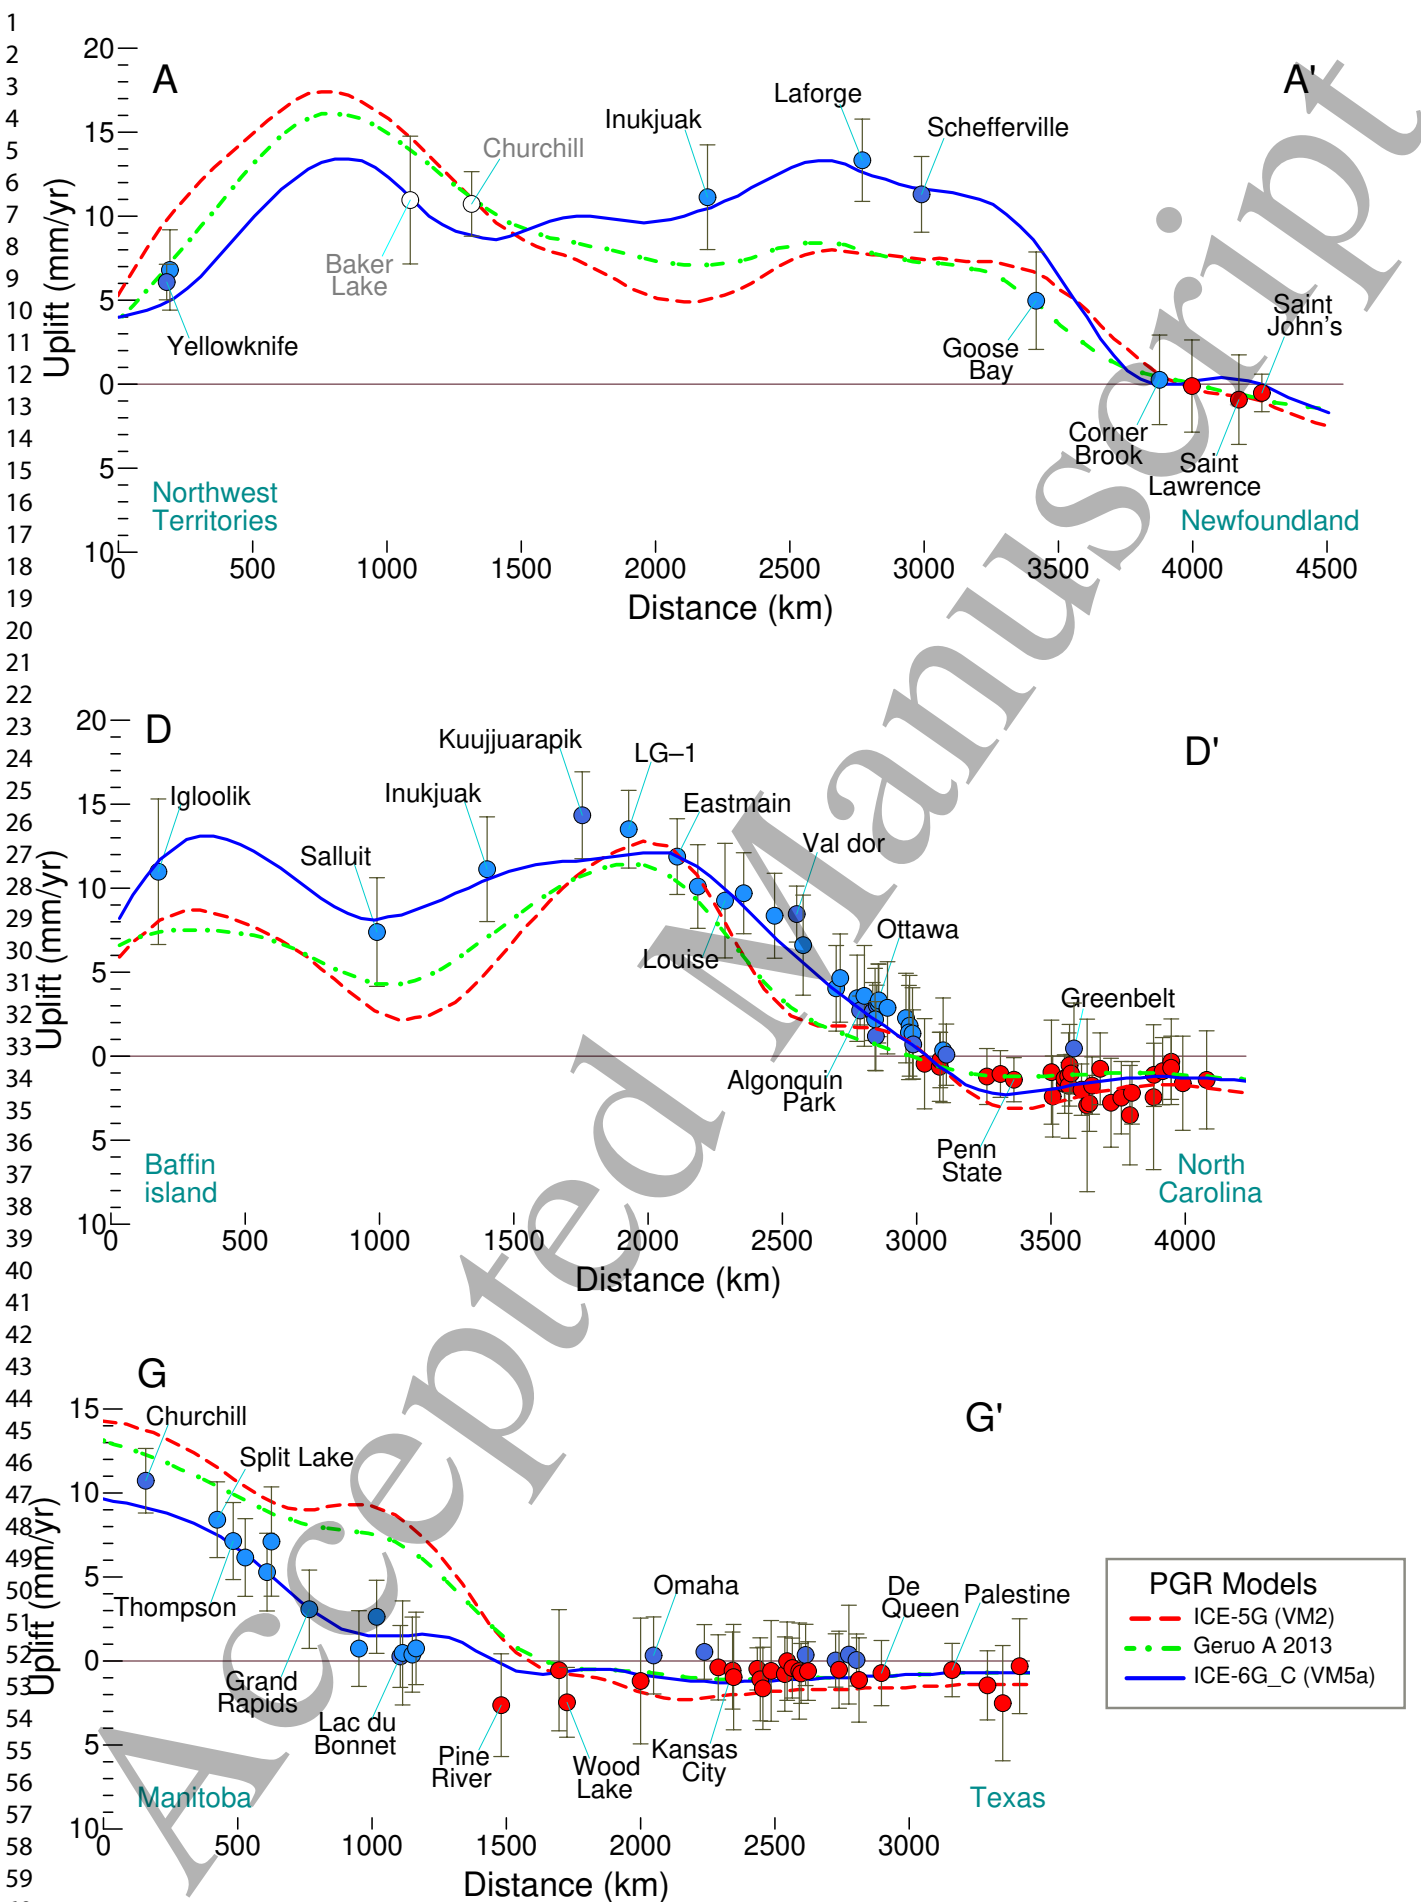 1
2
3
4
5
6
7
8
9
10
11
12
13
14
15
16
17
18
19
20
21
22
23
24
25
26
27
28
29
30
31
32
33
34
35
36
37
38
39
40
41
42
43
44
45
46
47
48
49
50
51
52
53
54
55
56
57
58
59
Accepted Manuscript
A
A'
20
15
10
5
0
5
10
Uplift (mm/yr)
Yellowknife
Baker
Lake
Churchill
Inukjuak
Laforge
Schefferville
Goose
Bay
Corner
Brook
Saint
Lawrence
Saint
John's
Northwest
Territories
Newfoundland
0 500 1000 1500 2000 2500 3000 3500 4000 4500
Distance (km)
D
D'
20
15
10
5
0
5
10
Uplift (mm/yr)
Igloolik
Salluit
Inukjuak
Kuujjuarapik
LG–1
Eastmain
Louise
Val dor
Ottawa
Algonquin
Park
Penn
State
Greenbelt
Baffin
island
North
Carolina
0 500 1000 1500 2000 2500 3000 3500 4000
Distance (km)
G
G'
15
10
5
0
5
10
Uplift (mm/yr)
Churchill
Split Lake
Thompson
Grand
Rapids
Lac du
Bonnet
Pine
River
Wood
Lake
Omaha
Kansas
City
De
Queen
Palestine
Manitoba
Texas
0 500 1000 1500 2000 2500 3000
Distance (km)
PGR Models
ICE-5G (VM2)
Geruo A 2013
ICE-6G_C (VM5a)